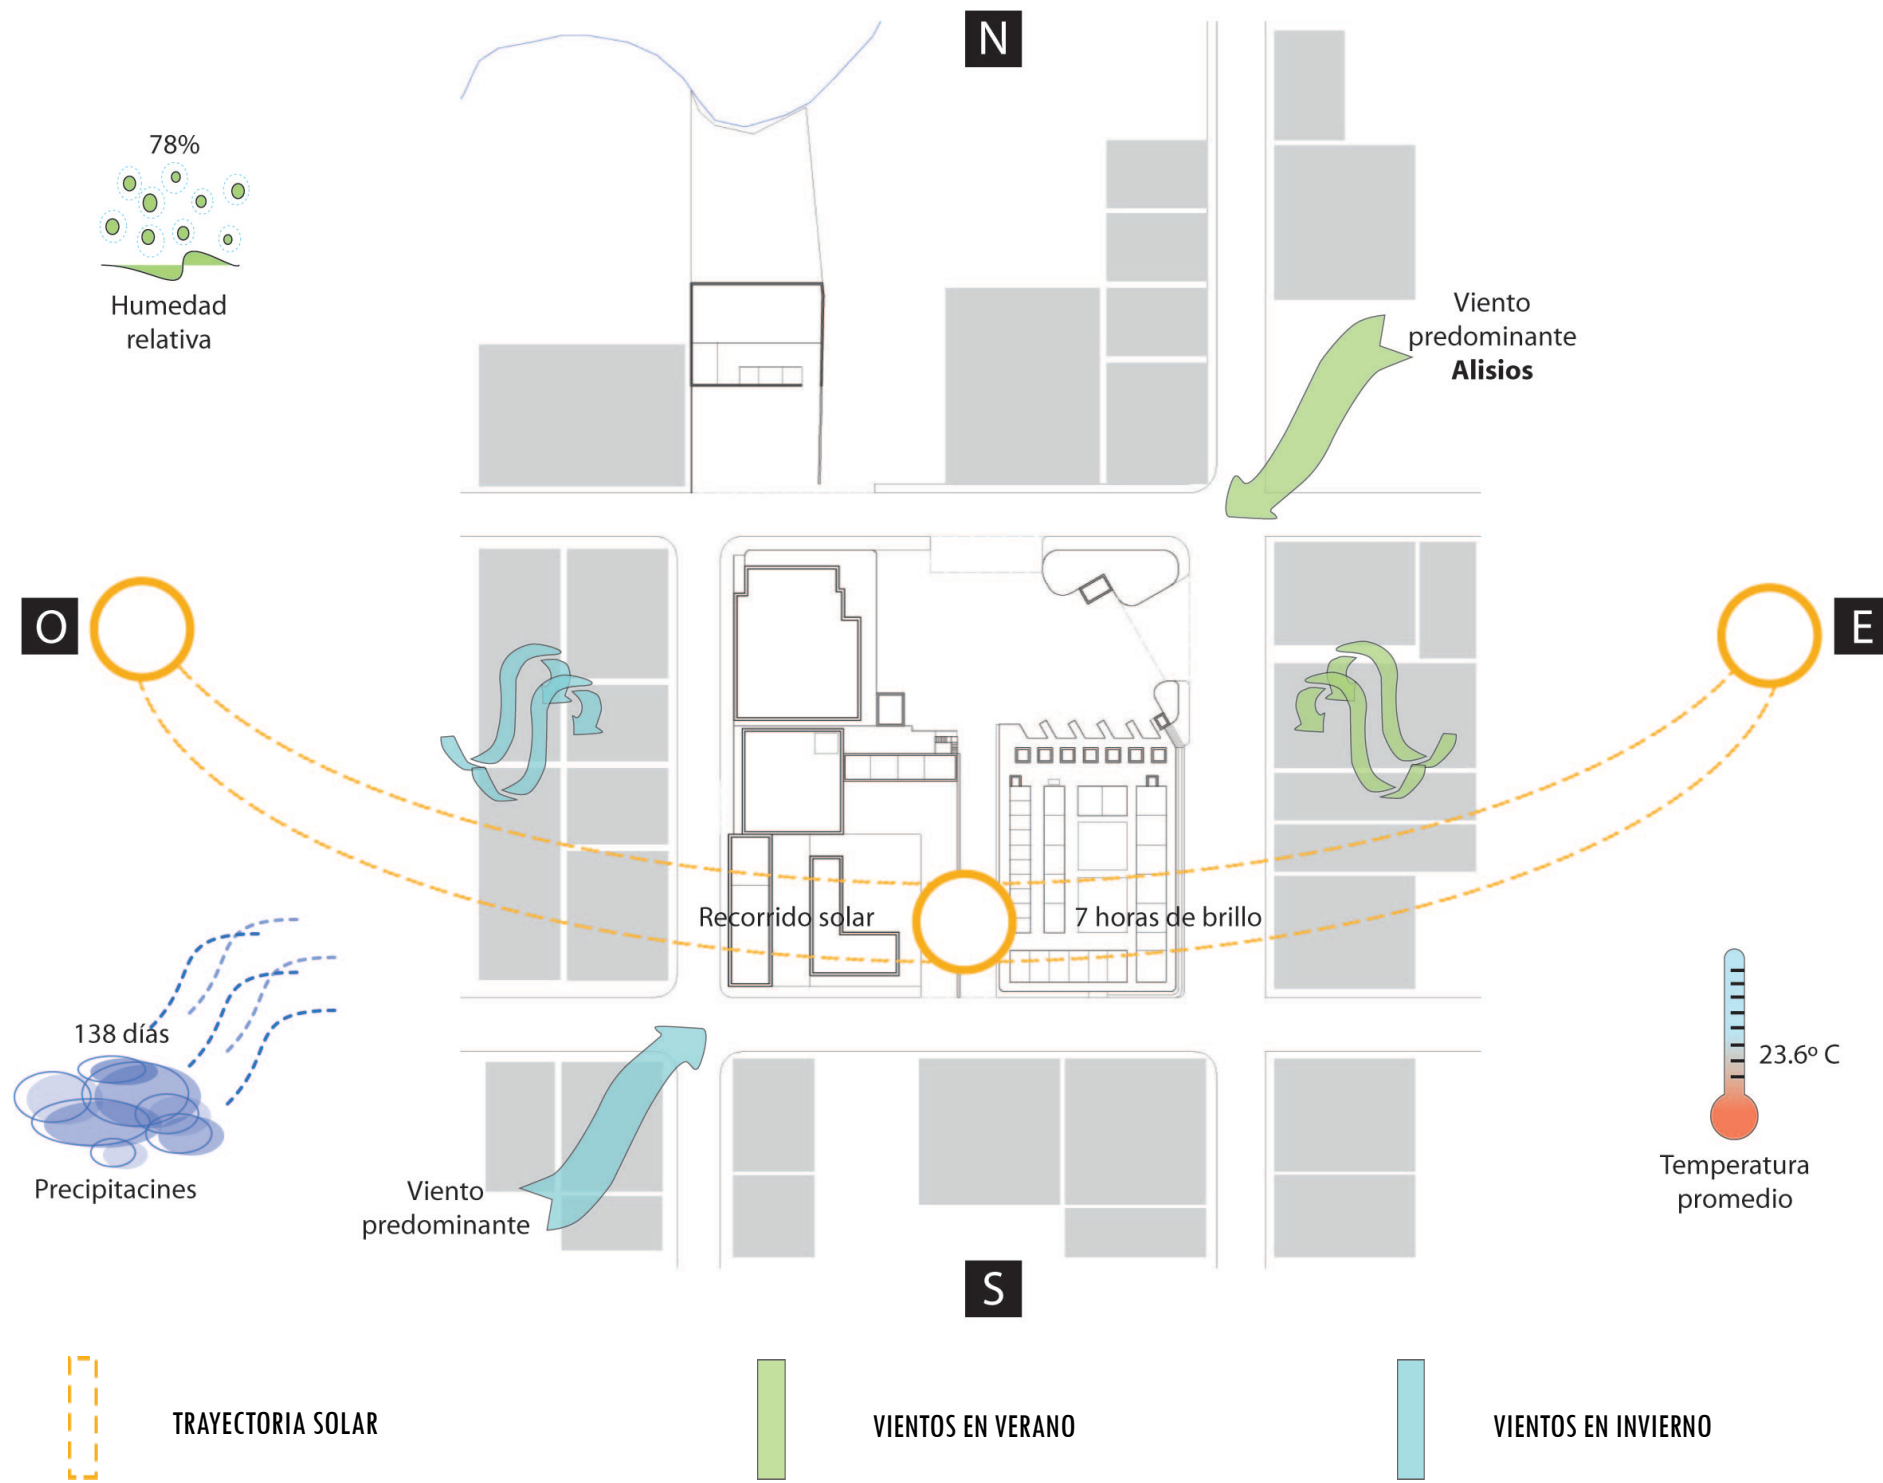 N
78%
Humedad
relativa
Viento
predominante
Alisios
O
E
Recorrido solar
7 horas de brillo
138 días
Precipitacines
Viento
predominante
23.6º C
Temperatura
promedio
S
TRAYECTORIA SOLAR
VIENTOS EN VERANO
VIENTOS EN INVIERNO